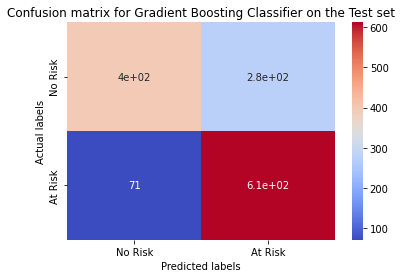 Confusion matrix for Gradient Boosting Classifier on the Test set
No Risk
4e+02
2.8e+02
At Risk
71
6.1e+02
Actual labels
No Risk
At Risk
Predicted labels
600
500
400
300
200
100